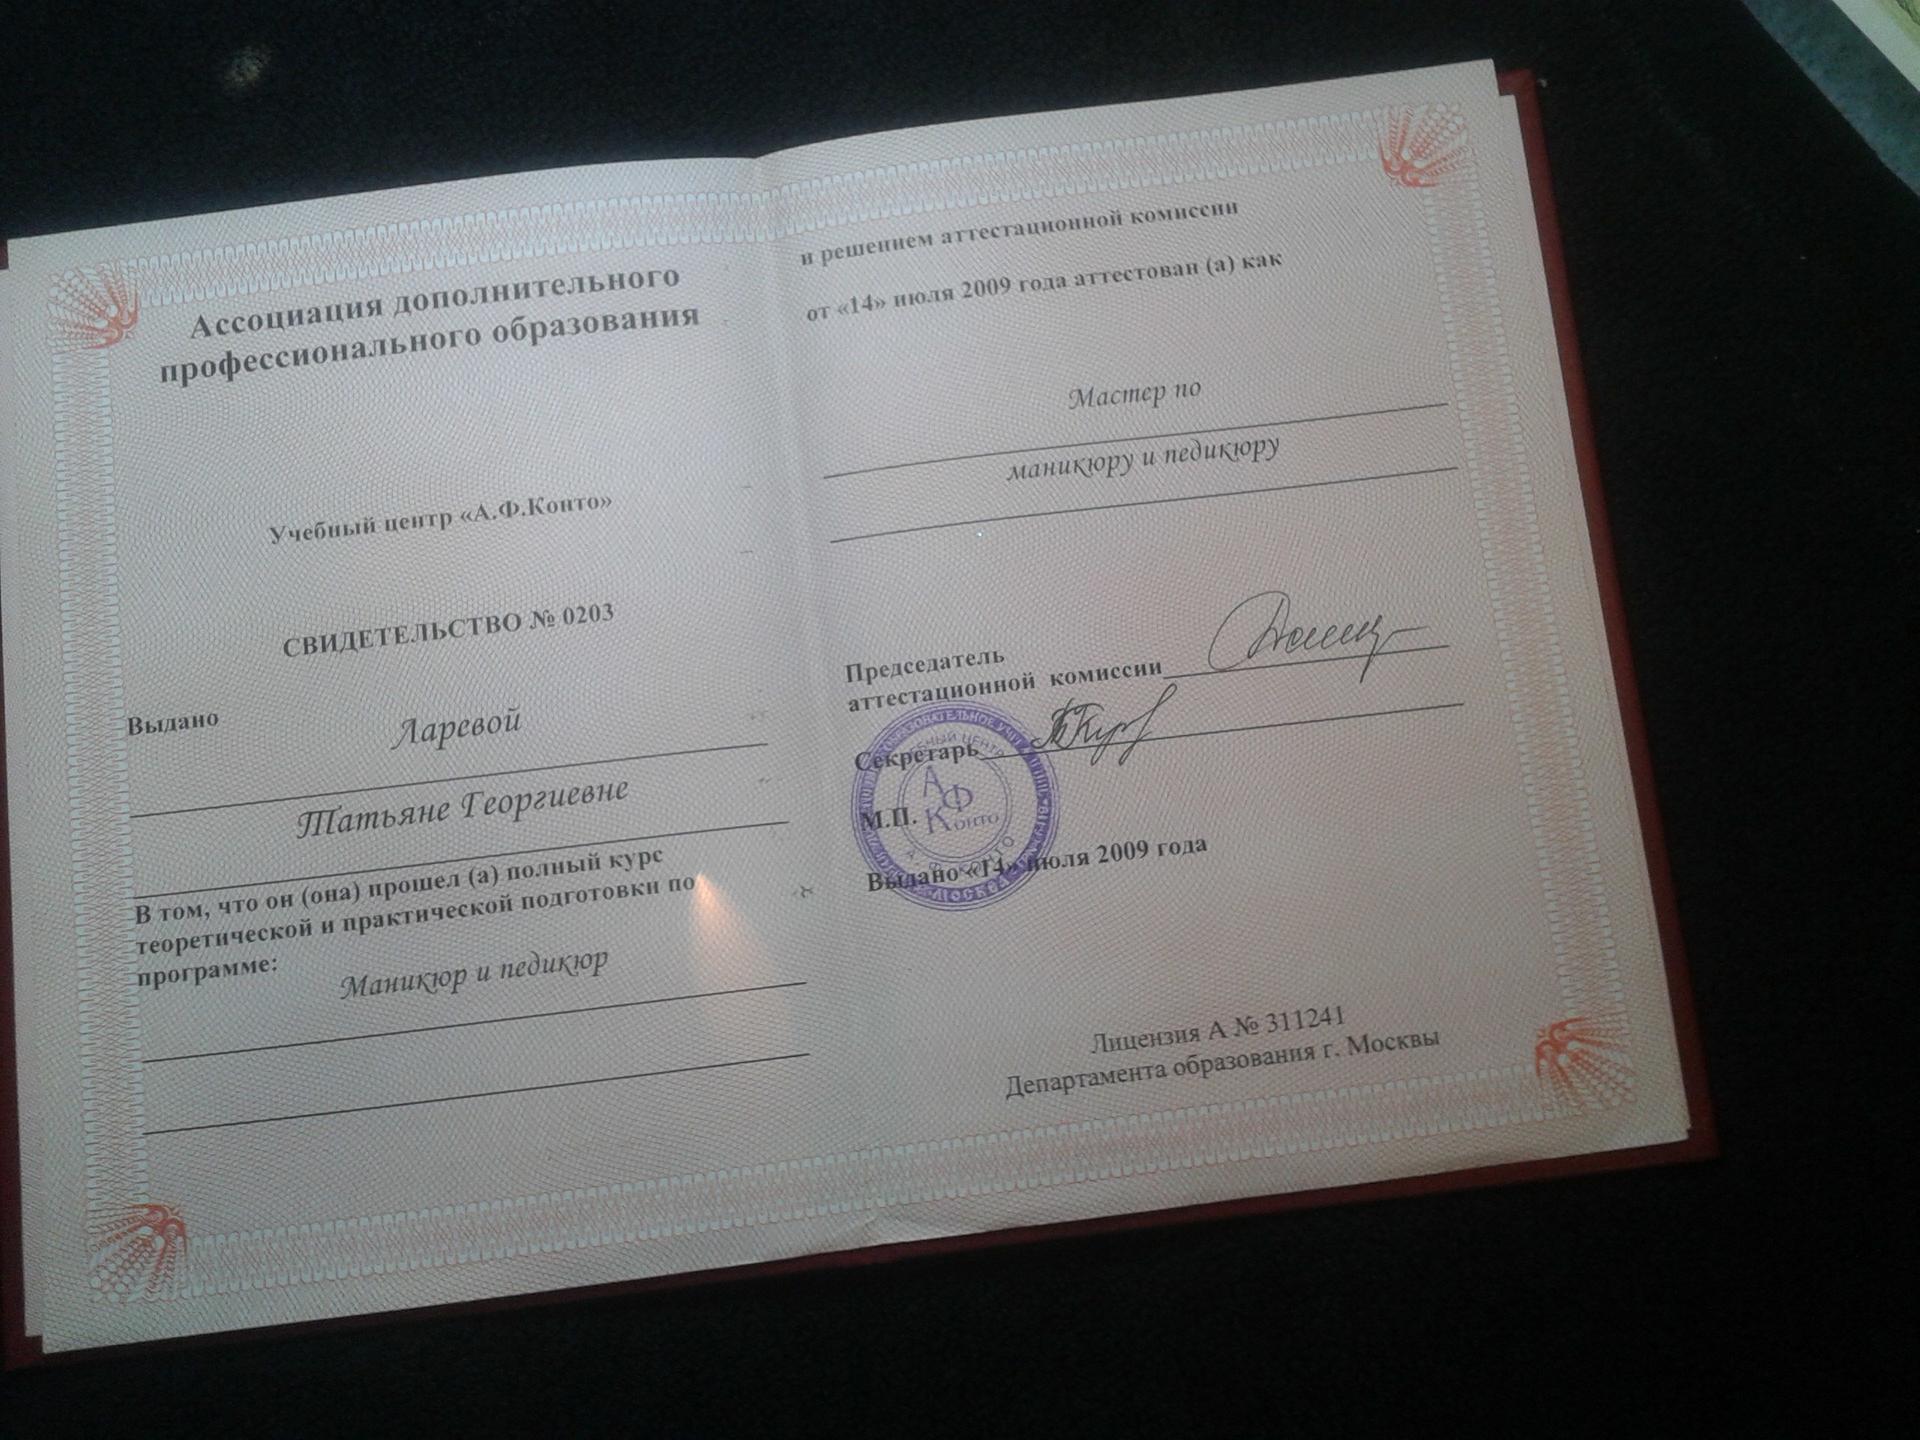 Ассоциация дополнительного
профессионального образования
Учебный центр «А.Ф.Конто»
СВИДЕТЕЛЬСТВО № 0203
Выдано
Ларевой
Татьяне Георгиевне
В том, что он (она) прошел (а) полный курс
теоретической и практической подготовки по
программе:
Маникюр и педикюр
и решением аттестационной комиссии
от «14» июля 2009 года аттестован (а) как
Мастер по
маникюру и педикюру
Председатель
аттестационной комиссии
Секретарь
М.П.
А
Ф
Конто
Выдано «14» июля 2009 года
Лицензия А № 311241
Департамента образования г. Москвы